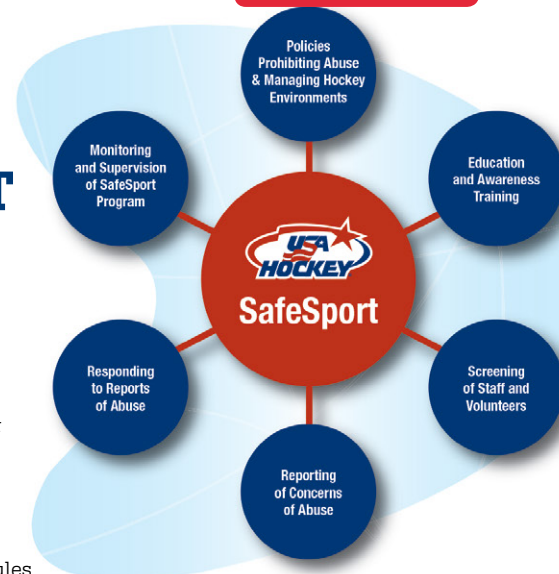 Policies
Prohibiting Abuse
& Managing Hockey
Environments
Monitoring
and Supervision
of SafeSport
Program
Education
and Awareness
Training
T
USA
HOCKEY
SafeSport
Responding
to Reports
of Abuse
Screening
of Staff and
Volunteers
Reporting
of Concerns
of Abuse